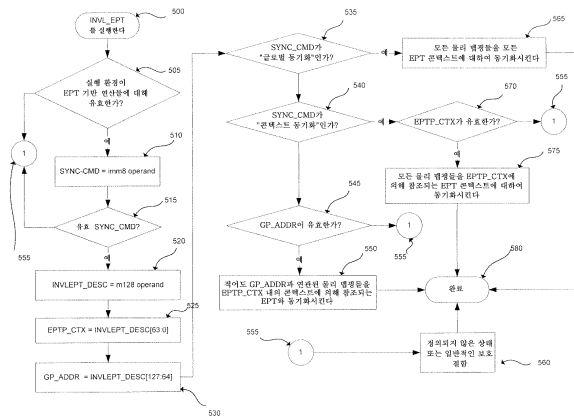 INVL_EPT
를 실행한다
500
505
실행 환경이
EPT 기반 연산들에 대해
유효한가?
1
555
예
510
SYNC-CMD = imm8 operand
515
유효 SYNC_CMD?
예
520
INVLEPT_DESC = m128 operand
525
EPTP_CTX = INVLEPT_DESC[63:0]
GP_ADDR = INVLEPT_DESC[127:64]
530
535
SYNC_CMD가
"글로벌 동기화"인가?
예
565
모든 물리 맵핑들을 모든
EPT 콘텍스트에 대하여 동기화시킨다
540
SYNC_CMD가
"콘텍스트 동기화"인가?
예
570
EPTP_CTX가 유효한가?
555
1
예
575
모든 물리 맵핑들을 EPTP_CTX에
의해 참조되는 EPT 콘텍스트에 대하여
동기화시킨다
545
GP_ADDR이 유효한가?
1
555
예
550
적어도 GP_ADDR과 연관된 물리 맵핑들을
EPTP_CTX 내의 콘텍스트에 의해 참조되는
EPT와 동기화시킨다
580
완료
555
1
정의되지 않은 상태
또는 일반적인 보호
결함
560